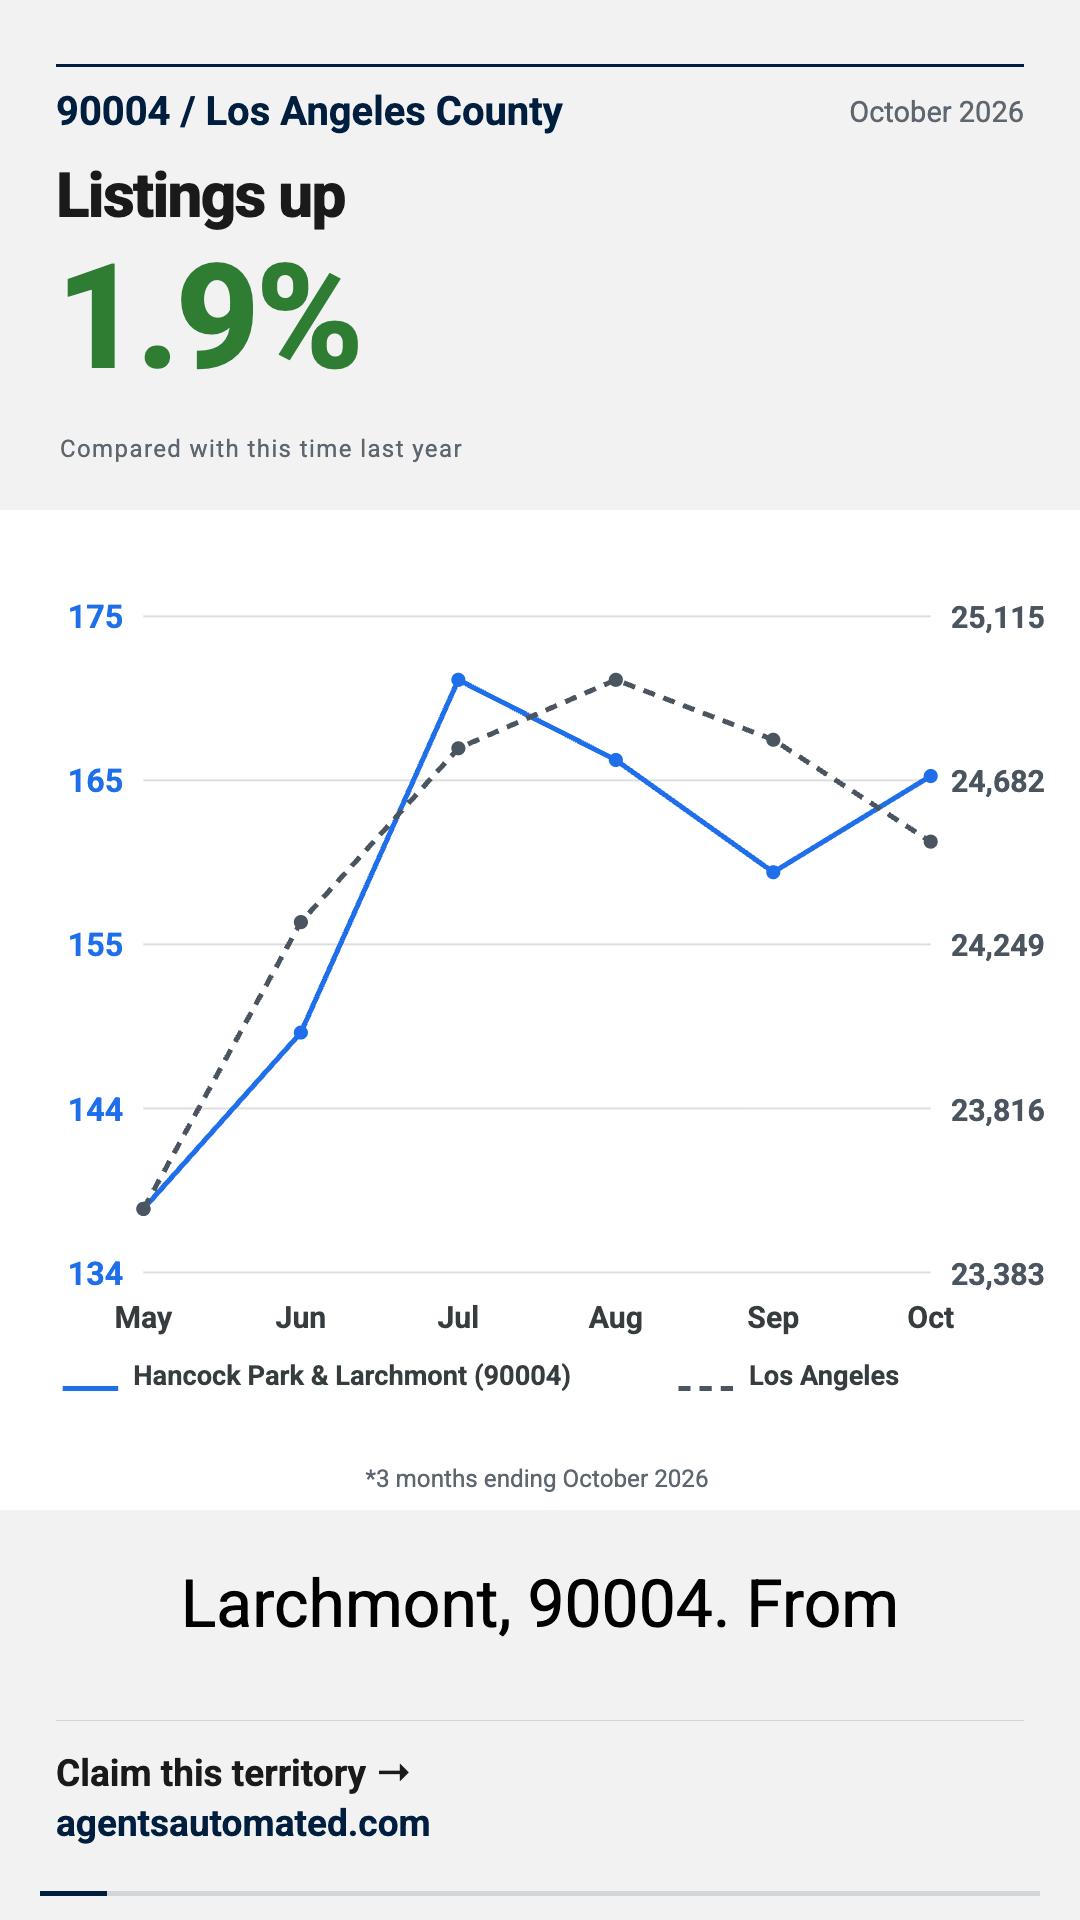 90004 / Los Angeles County
October 2026
Listings up
1.9%
Compared with this time last year
175
25,115
165
24,682
155
24,249
144
23,816
134
23,383
May Jun Jul Aug Sep Oct
Hancock Park & Larchmont (90004)
Los Angeles
*3 months ending October 2026
Larchmont, 90004. From
Claim this territory →
agentsautomated.com